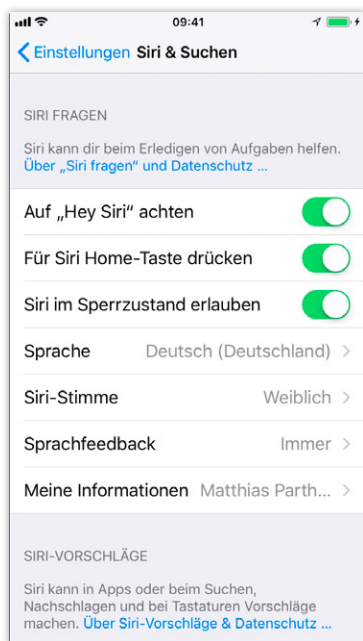 09:41
Einstellungen Siri & Suchen
SIRI FRAGEN
Siri kann dir beim Erledigen von Aufgaben helfen.
Über „Siri fragen“ und Datenschutz ...
Auf „Hey Siri“ achten
Für Siri Home-Taste drücken
Siri im Sperrzustand erlauben
Sprache Deutsch (Deutschland)
Siri-Stimme Weiblich
Sprachfeedback Immer
Meine Informationen Matthias Parth...
SIRI-VORSCHLÄGE
Siri kann in Apps oder beim Suchen,
Nachschlagen und bei Tastaturen Vorschläge
machen. Über Siri-Vorschläge & Datenschutz ...